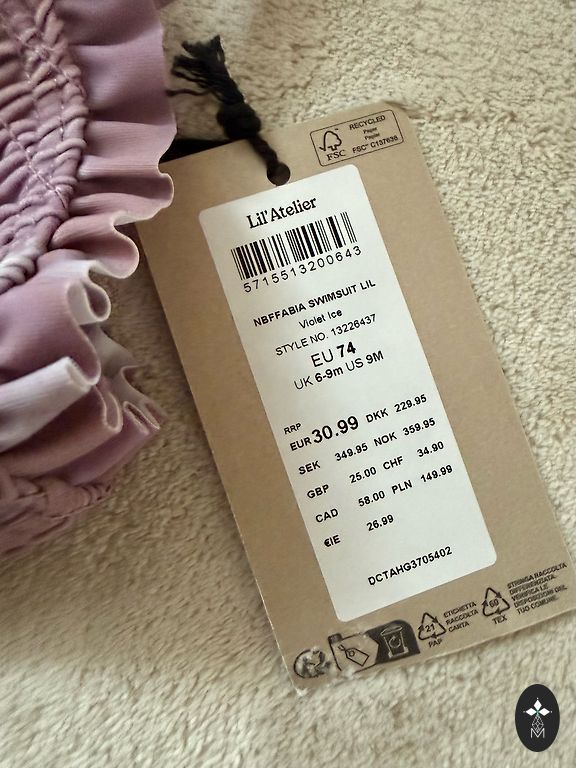 RECYCLED
Paper
Papier
FSC
FSC™ C137636
Lil'Atelier
5715513200643
NBFFABIA SWIMSUIT LIL
Violet Ice
STYLE NO. 13226437
EU 74
UK 6-9m US 9M
RRP
EUR 30.99 DKK 229.95
SEK 349.95 NOK 359.95
GBP 25.00 CHF 34.90
CAD 58.00 PLN 149.99
€IE 26.99
DCTAHG3705402
21
PAP
ETICHETTA
RACCOLTA
CARTA
60
TEX
STRINGA RACCOLTA
DIFFERENZIATA.
VERIFICA LE
DISPOSIZIONI DEL
TUO COMUNE.
M